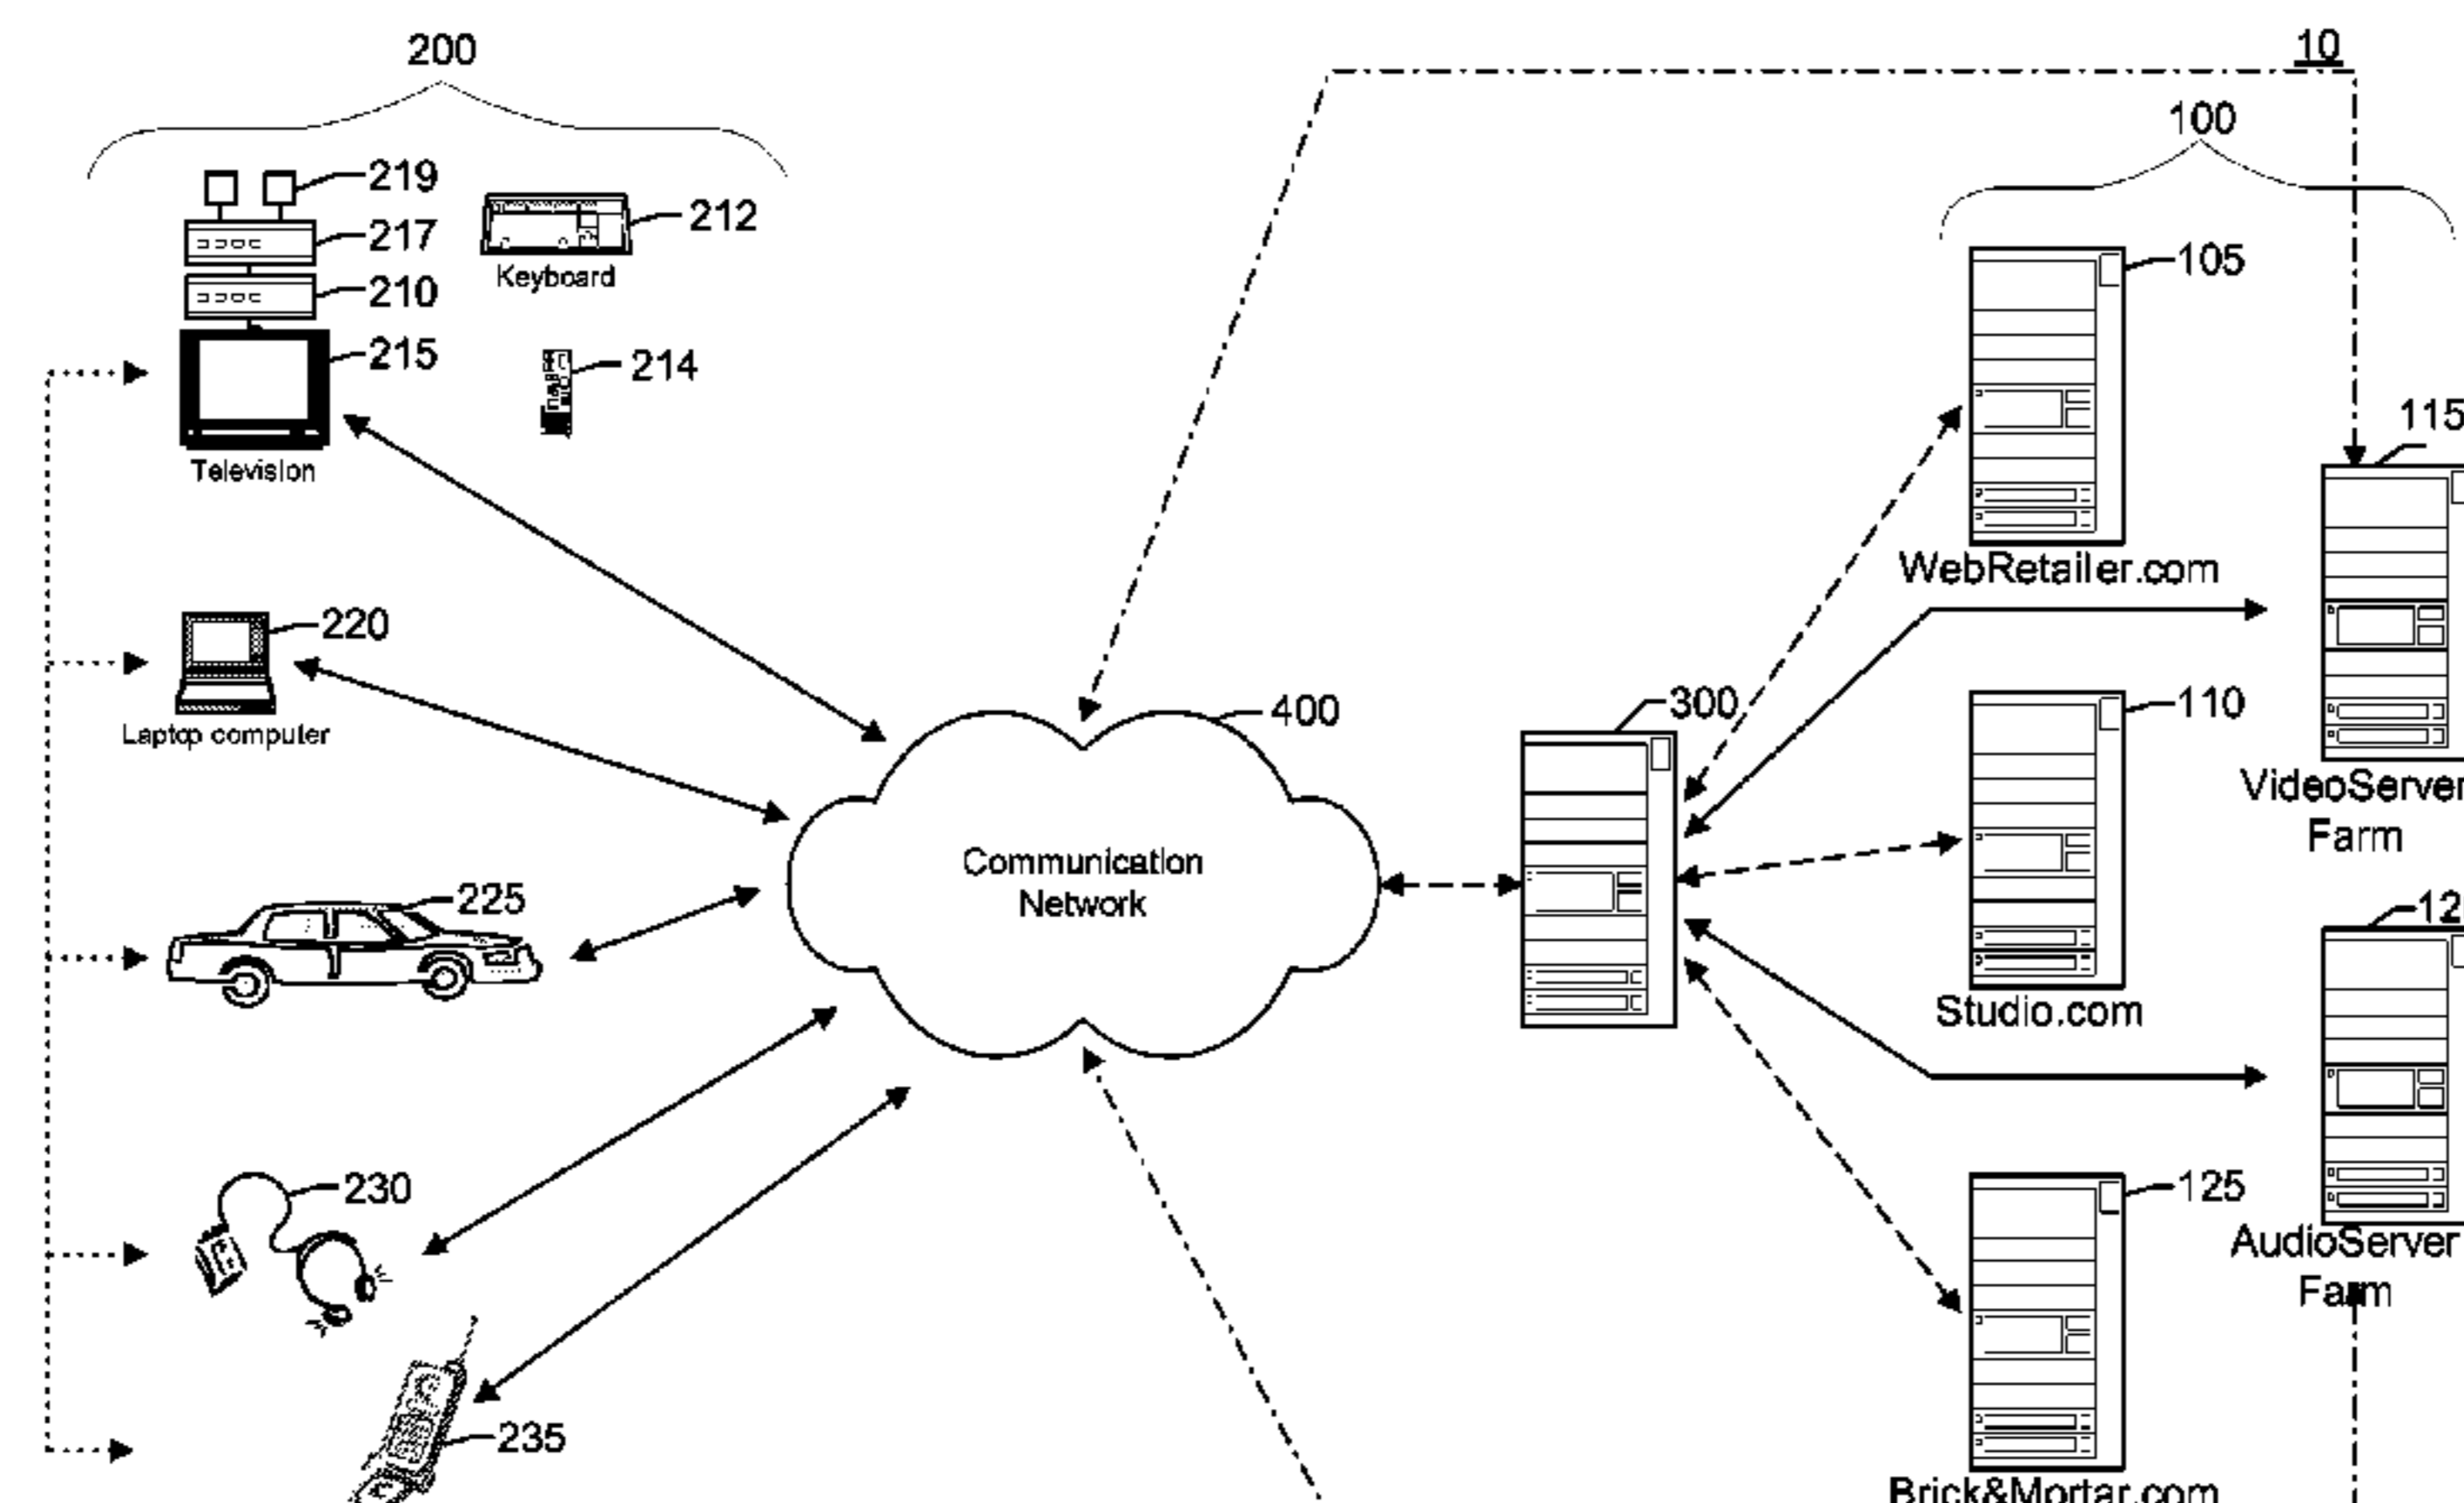 200
10
100
219
217
212
210
Keyboard
105
215
214
115
Television
WebRetailer.com
220
Laptop computer
400
300
110
VideoServer
Farm
Communication
Network
225
12
Studio.com
230
125
AudioServer
Farm
235
Brick&Mortar.com